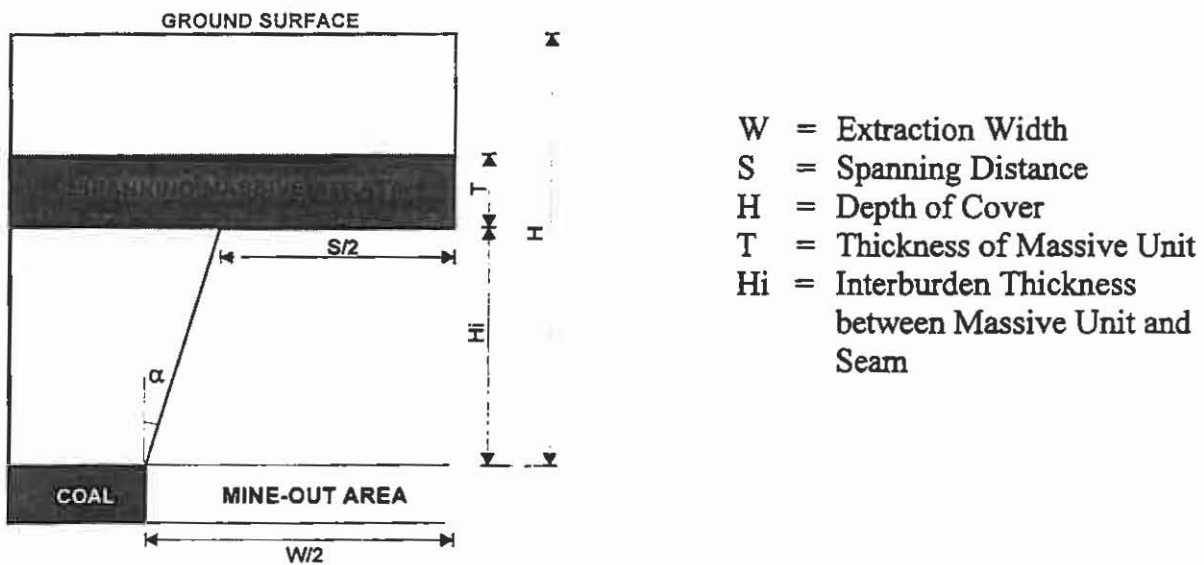 GROUND SURFACE
T
H
S/2
Hi
α
COAL
MINE-OUT AREA
W/2
W = Extraction Width
S = Spanning Distance
H = Depth of Cover
T = Thickness of Massive Unit
Hi = Interburden Thickness
between Massive Unit and
Seam